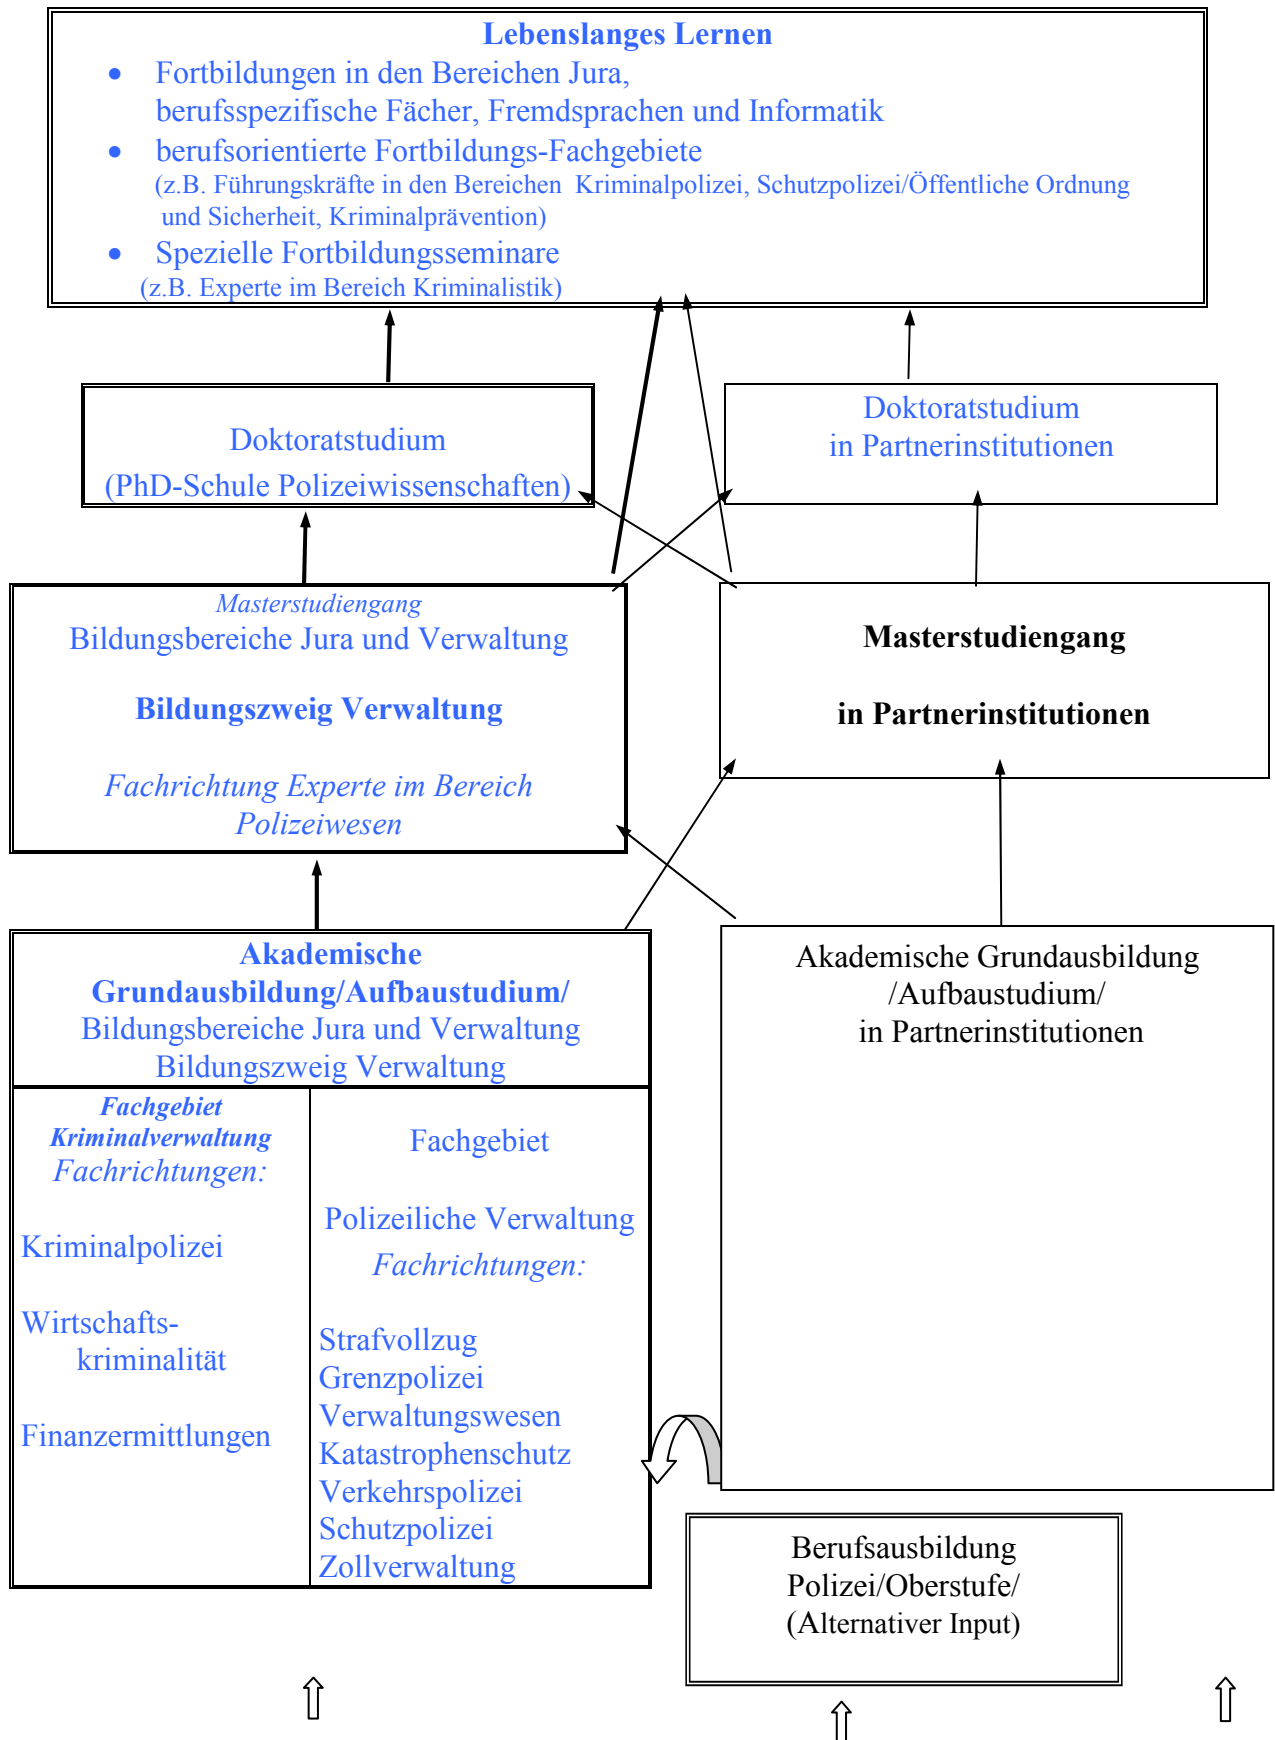 Lebenslanges Lernen
• Fortbildungen in den Bereichen Jura,
berufsspezifische Fächer, Fremdsprachen und Informatik
• berufsorientierte Fortbildungs-Fachgebiete
(z.B. Führungskräfte in den Bereichen Kriminalpolizei, Schutzpolizei/Öffentliche Ordnung
und Sicherheit, Kriminalprävention)
• Spezielle Fortbildungsseminare
(z.B. Experte im Bereich Kriminalistik)
Doktoratstudium
(PhD-Schule Polizeiwissenschaften)
Doktoratstudium
in Partnerinstitutionen
Masterstudiengang
Bildungsbereiche Jura und Verwaltung
Bildungszweig Verwaltung
Fachrichtung Experte im Bereich
Polizeiwesen
Masterstudiengang
in Partnerinstitutionen
Akademische
Grundausbildung/Aufbaustudium/
Bildungsbereiche Jura und Verwaltung
Bildungszweig Verwaltung
Fachgebiet
Kriminalverwaltung
Fachrichtungen:
Kriminalpolizei
Wirtschafts-
kriminalität
Finanzermittlungen
Fachgebiet
Polizeiliche Verwaltung
Fachrichtungen:
Strafvollzug
Grenzpolizei
Verwaltungswesen
Katastrophenschutz
Verkehrspolizei
Schutzpolizei
Zollverwaltung
Akademische Grundausbildung
/Aufbaustudium/
in Partnerinstitutionen
Berufsausbildung
Polizei/Oberstufe/
(Alternativer Input)